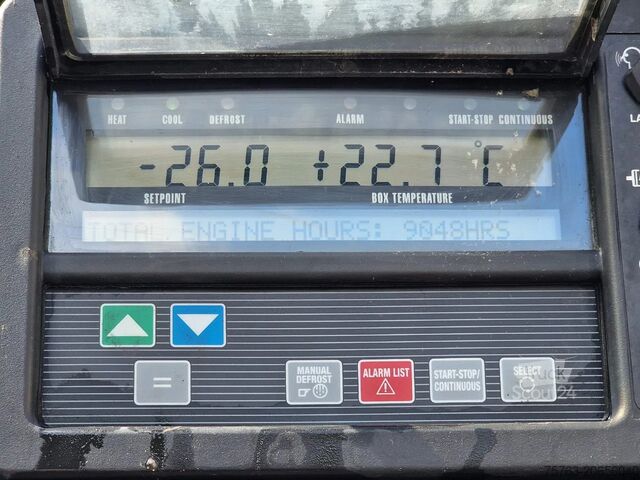 HEAT COOL DEFROST ALARM START-STOP CONTINUOUS
-26.0 +22.7 °C
SETPOINT BOX TEMPERATURE
TOTAL ENGINE HOURS: 9048HRS
MANUAL DEFROST
ALARM LIST
START-STOP/
CONTINUOUS
SELECT
=
LA